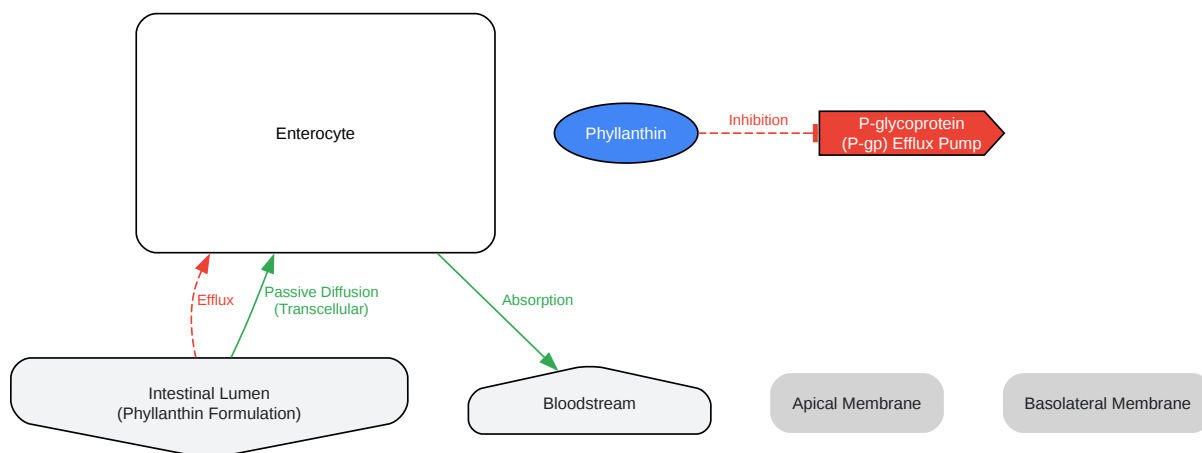 Enterocyte
Phyllanthin
Inhibition
P-glycoprotein
(P-gp) Efflux Pump
Efflux
Passive Diffusion
(Transcellular)
Absorption
Intestinal Lumen
(Phyllanthin Formulation)
Bloodstream
Apical Membrane
Basolateral Membrane